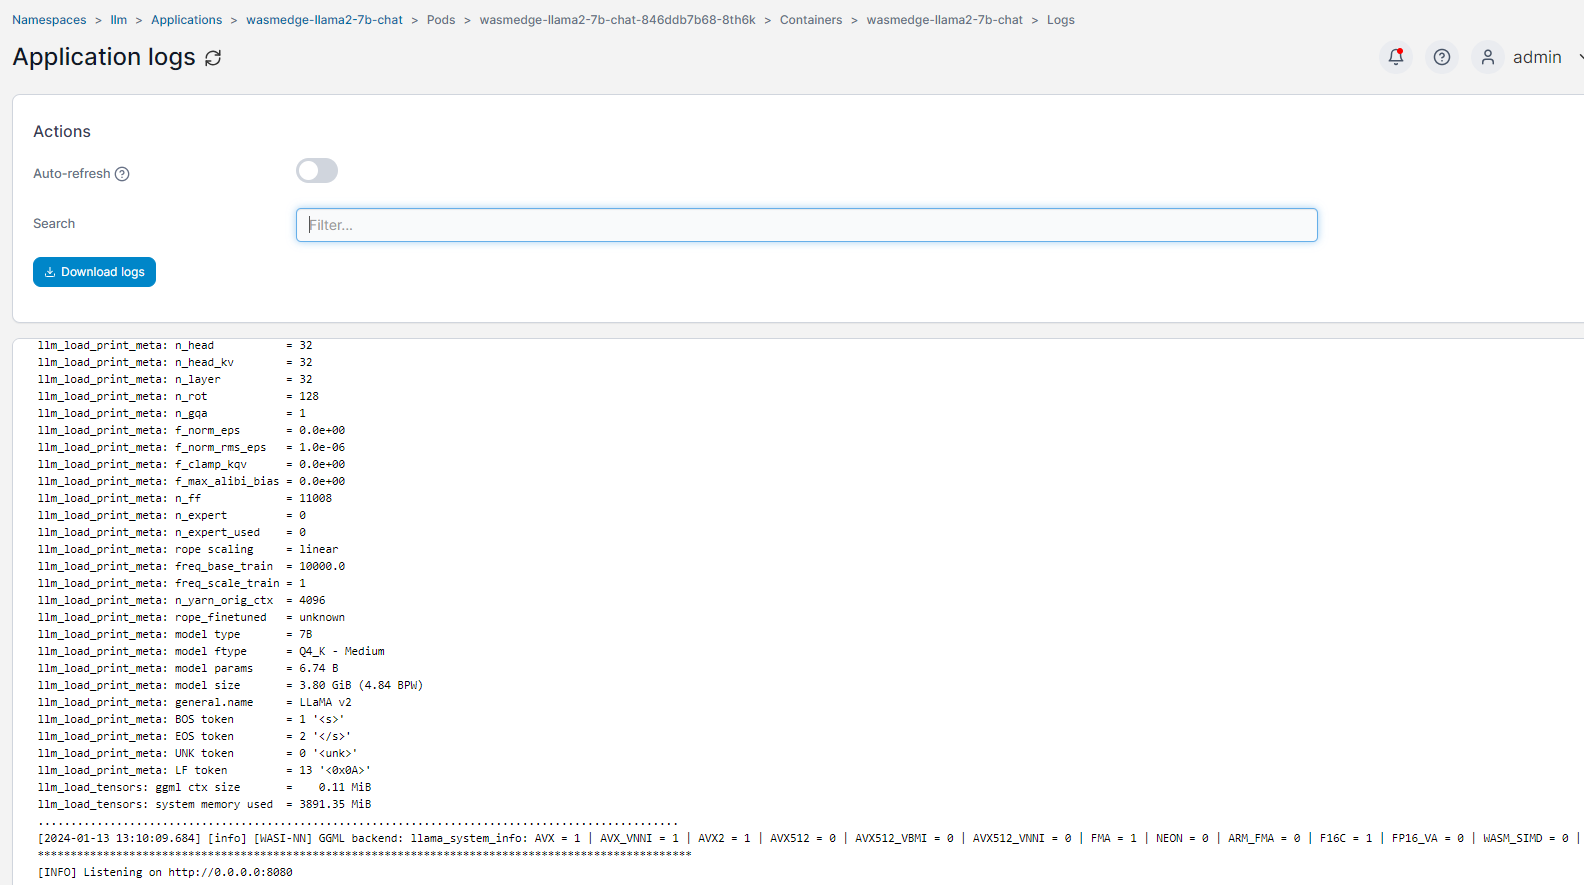 Namespaces > llm > Applications > wasmedge-llama2-7b-chat > Pods > wasmedge-llama2-7b-chat-846ddb7b68-8th6k > Containers > wasmedge-llama2-7b-chat > Logs
Application logs
admin
Actions
Auto-refresh
Search
Filter...
Download logs
llm_load_print_meta: n_head           = 32
llm_load_print_meta: n_head_kv        = 32
llm_load_print_meta: n_layer          = 32
llm_load_print_meta: n_rot            = 128
llm_load_print_meta: n_gqa            = 1
llm_load_print_meta: f_norm_eps       = 0.0e+00
llm_load_print_meta: f_norm_rms_eps   = 1.0e-06
llm_load_print_meta: f_clamp_kqv      = 0.0e+00
llm_load_print_meta: f_max_alibi_bias = 0.0e+00
llm_load_print_meta: n_ff             = 11008
llm_load_print_meta: n_expert         = 0
llm_load_print_meta: n_expert_used    = 0
llm_load_print_meta: rope scaling     = linear
llm_load_print_meta: freq_base_train  = 10000.0
llm_load_print_meta: freq_scale_train = 1
llm_load_print_meta: n_yarn_orig_ctx  = 4096
llm_load_print_meta: rope_finetuned   = unknown
llm_load_print_meta: model type       = 7B
llm_load_print_meta: model ftype      = Q4_K - Medium
llm_load_print_meta: model params     = 6.74 B
llm_load_print_meta: model size       = 3.80 GiB (4.84 BPW)
llm_load_print_meta: general.name     = LLaMA v2
llm_load_print_meta: BOS token        = 1 '<s>'
llm_load_print_meta: EOS token        = 2 '</s>'
llm_load_print_meta: UNK token        = 0 '<unk>'
llm_load_print_meta: LF token         = 13 '<0x0A>'
llm_load_tensors: ggml ctx size       =    0.11 MiB
llm_load_tensors: system memory used  = 3891.35 MiB
..................................................................................................
[2024-01-13 13:10:09.684] [info] [WASI-NN] GGML backend: llama_system_info: AVX = 1 | AVX_VNNI = 1 | AVX2 = 1 | AVX512 = 0 | AVX512_VBMI = 0 | AVX512_VNNI = 0 | FMA = 1 | NEON = 0 | ARM_FMA = 0 | F16C = 1 | FP16_VA = 0 | WASM_SIMD = 0 |
****************************************************************************************************
[INFO] Listening on http://0.0.0.0:8080